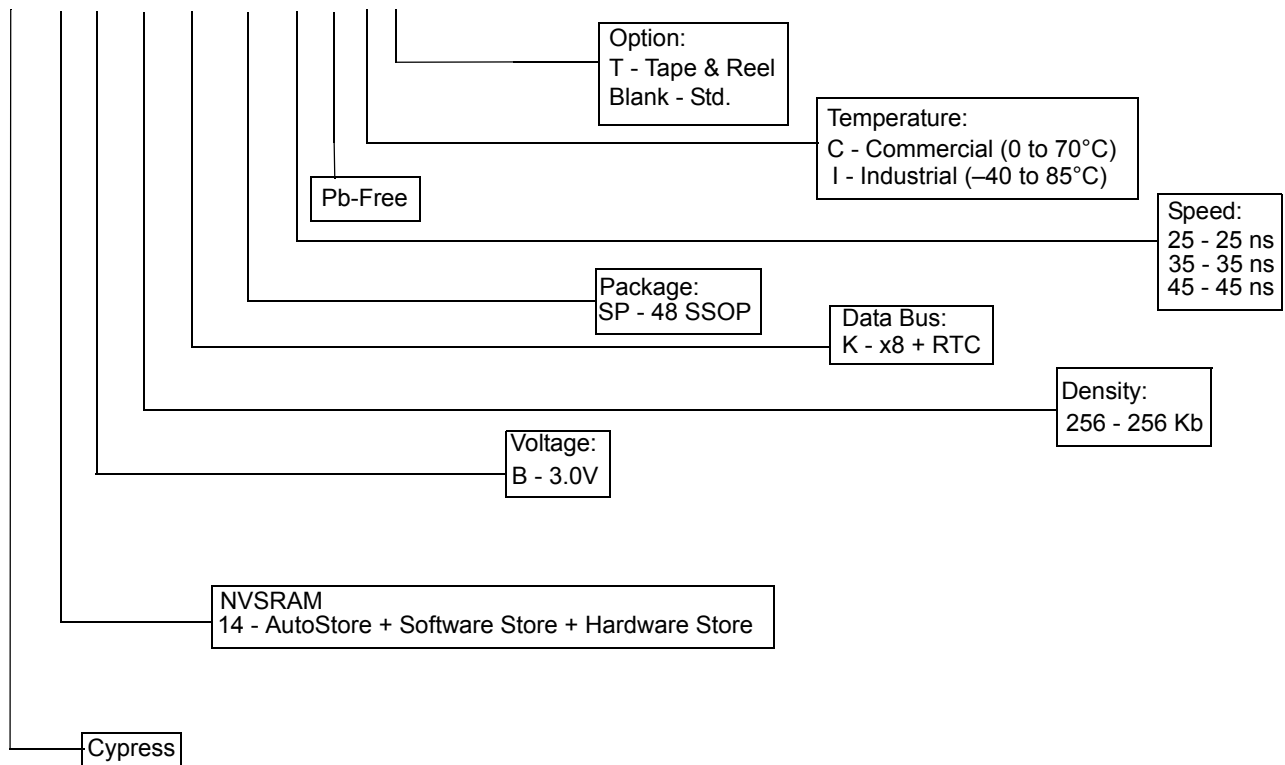 Option:
T - Tape & Reel
Blank - Std.
Temperature:
C - Commercial (0 to 70°C)
I - Industrial (–40 to 85°C)
Pb-Free
Speed:
25 - 25 ns
35 - 35 ns
45 - 45 ns
Package:
SP - 48 SSOP
Data Bus:
K - x8 + RTC
Density:
256 - 256 Kb
Voltage:
B - 3.0V
NVSRAM
14 - AutoStore + Software Store + Hardware Store
Cypress